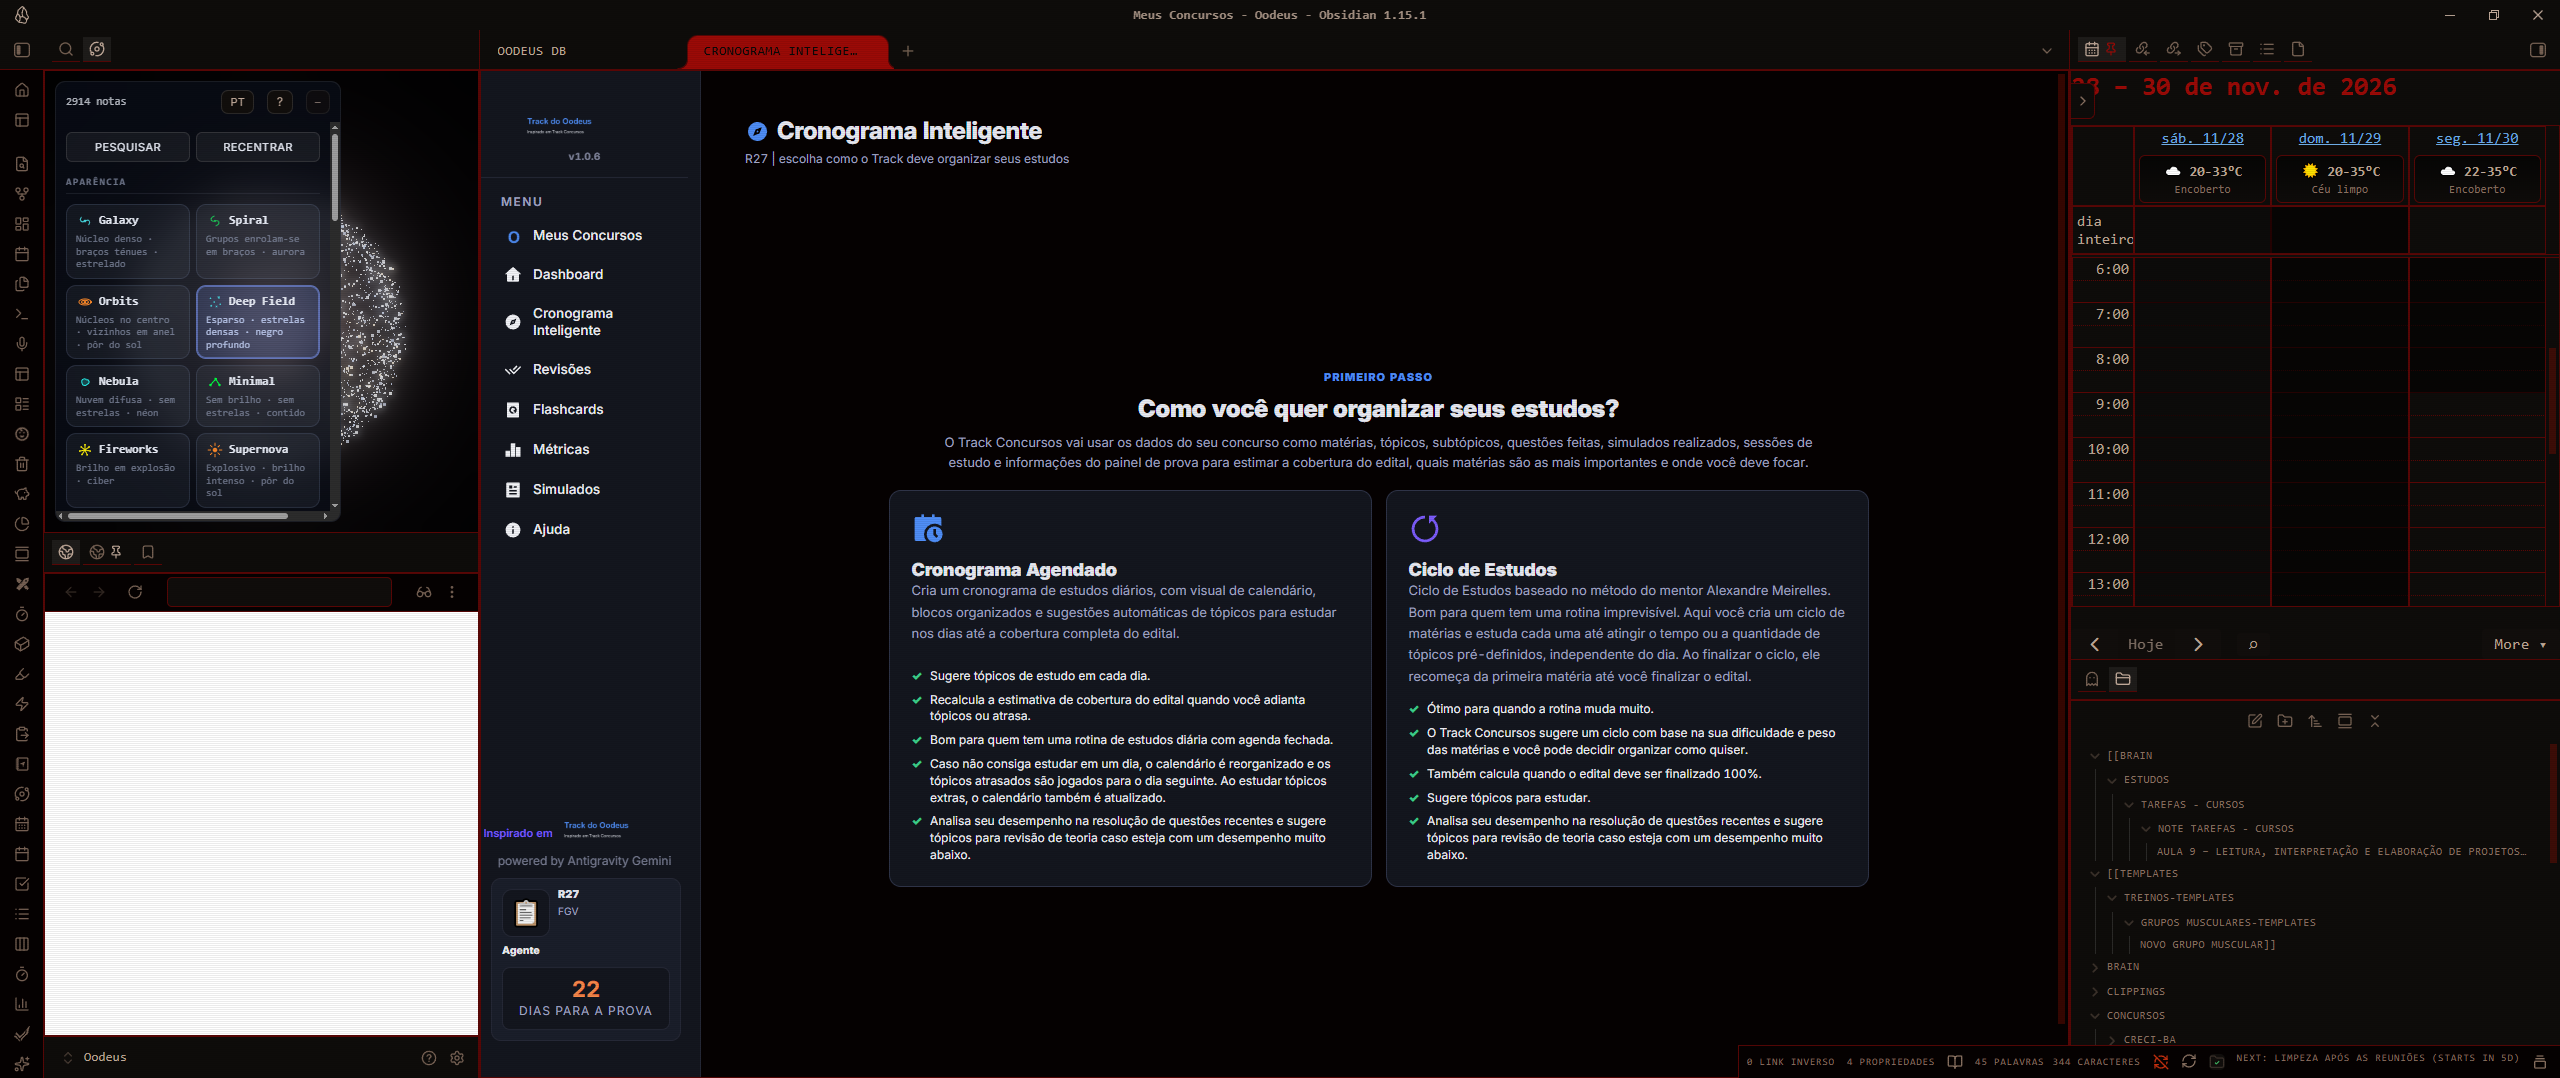 Meus Concursos - Oodeus - Obsidian 1.15.1
OODEUS DB
CRONOGRAMA INTELIGE…
2914 notas
PT
?
PESQUISAR
RECENTRAR
APARÊNCIA
Galaxy
Núcleo denso ·
braços ténues ·
estrelado
Spiral
Grupos enrolam-se
em braços · aurora
Orbits
Núcleos no centro
· vizinhos em anel
· pôr do sol
Deep Field
Esparso · estrelas
densas · negro
profundo
Nebula
Nuvem difusa · sem
estrelas · néon
Minimal
Sem brilho · sem
estrelas · contido
Fireworks
Brilho em explosão
· ciber
Supernova
Explosivo · brilho
intenso · pôr do
sol
Oodeus
Track do Oodeus
Inspirado em Track Concursos
v1.0.6
MENU
Meus Concursos
Dashboard
Cronograma
Inteligente
Revisões
Flashcards
Métricas
Simulados
Ajuda
Inspirado em
Track do Oodeus
Inspirado em Track Concursos
powered by Antigravity Gemini
R27
FGV
Agente
22
DIAS PARA A PROVA
Cronograma Inteligente
R27 | escolha como o Track deve organizar seus estudos
PRIMEIRO PASSO
Como você quer organizar seus estudos?
O Track Concursos vai usar os dados do seu concurso como matérias, tópicos, subtópicos, questões feitas, simulados realizados, sessões de
estudo e informações do painel de prova para estimar a cobertura do edital, quais matérias são as mais importantes e onde você deve focar.
Cronograma Agendado
Cria um cronograma de estudos diários, com visual de calendário,
blocos organizados e sugestões automáticas de tópicos para estudar
nos dias até a cobertura completa do edital.
Sugere tópicos de estudo em cada dia.
Recalcula a estimativa de cobertura do edital quando você adianta
tópicos ou atrasa.
Bom para quem tem uma rotina de estudos diária com agenda fechada.
Caso não consiga estudar em um dia, o calendário é reorganizado e os
tópicos atrasados são jogados para o dia seguinte. Ao estudar tópicos
extras, o calendário também é atualizado.
Analisa seu desempenho na resolução de questões recentes e sugere
tópicos para revisão de teoria caso esteja com um desempenho muito
abaixo.
Ciclo de Estudos
Ciclo de Estudos baseado no método do mentor Alexandre Meirelles.
Bom para quem tem uma rotina imprevisível. Aqui você cria um ciclo de
matérias e estuda cada uma até atingir o tempo ou a quantidade de
tópicos pré-definidos, independente do dia. Ao finalizar o ciclo, ele
recomeça da primeira matéria até você finalizar o edital.
Ótimo para quando a rotina muda muito.
O Track Concursos sugere um ciclo com base na sua dificuldade e peso
das matérias e você pode decidir organizar como quiser.
Também calcula quando o edital deve ser finalizado 100%.
Sugere tópicos para estudar.
Analisa seu desempenho na resolução de questões recentes e sugere
tópicos para revisão de teoria caso esteja com um desempenho muito
abaixo.
28 – 30 de nov. de 2026
sáb. 11/28
dom. 11/29
seg. 11/30
20-33°C
Encoberto
20-35°C
Céu limpo
22-35°C
Encoberto
dia
inteiro
6:00
7:00
8:00
9:00
10:00
11:00
12:00
13:00
Hoje
More
[[BRAIN
ESTUDOS
TAREFAS - CURSOS
NOTE TAREFAS - CURSOS
AULA 9 – LEITURA, INTERPRETAÇÃO E ELABORAÇÃO DE PROJETOS…
[[TEMPLATES
TREINOS-TEMPLATES
GRUPOS MUSCULARES-TEMPLATES
NOVO GRUPO MUSCULAR]]
BRAIN
CLIPPINGS
CONCURSOS
CRECI-BA
0 LINK INVERSO
4 PROPRIEDADES
45 PALAVRAS
344 CARACTERES
NEXT: LIMPEZA APÓS AS REUNIÕES (STARTS IN 5D)